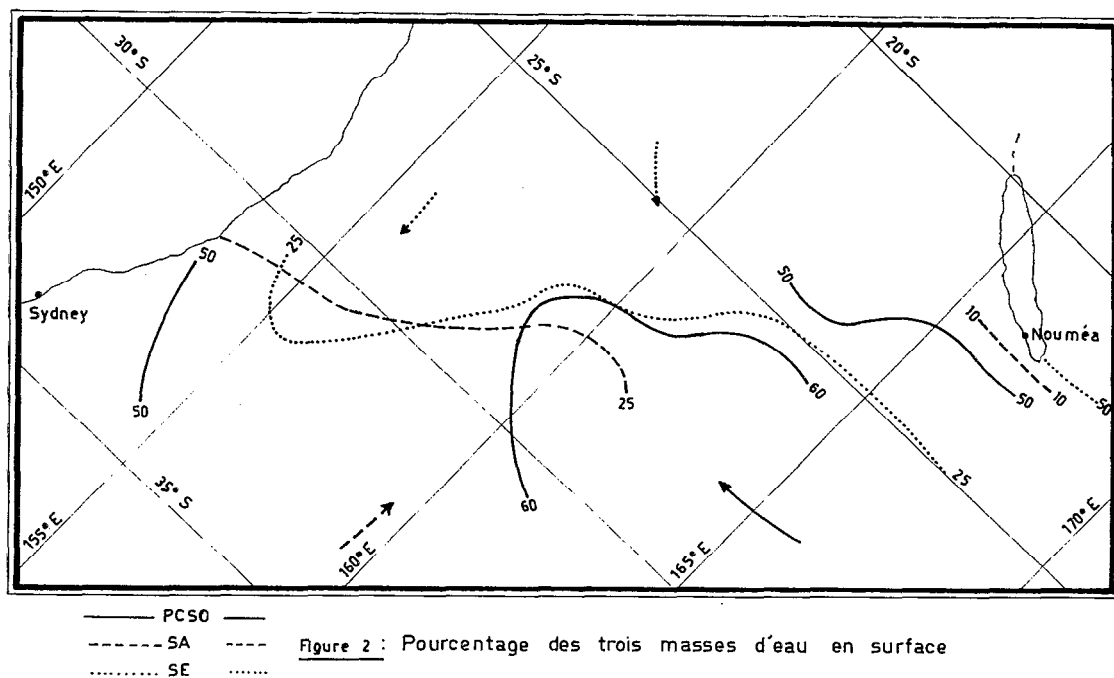 30° S
25° S
20° S
150° E
25
50
50
Sydney
10
Nouméa
50
60
25
50
10
50
60
35° S
25
155° E
160° E
165° E
170° E
PCSO
SA
SE
Figure 2 : Pourcentage des trois masses d'eau en surface